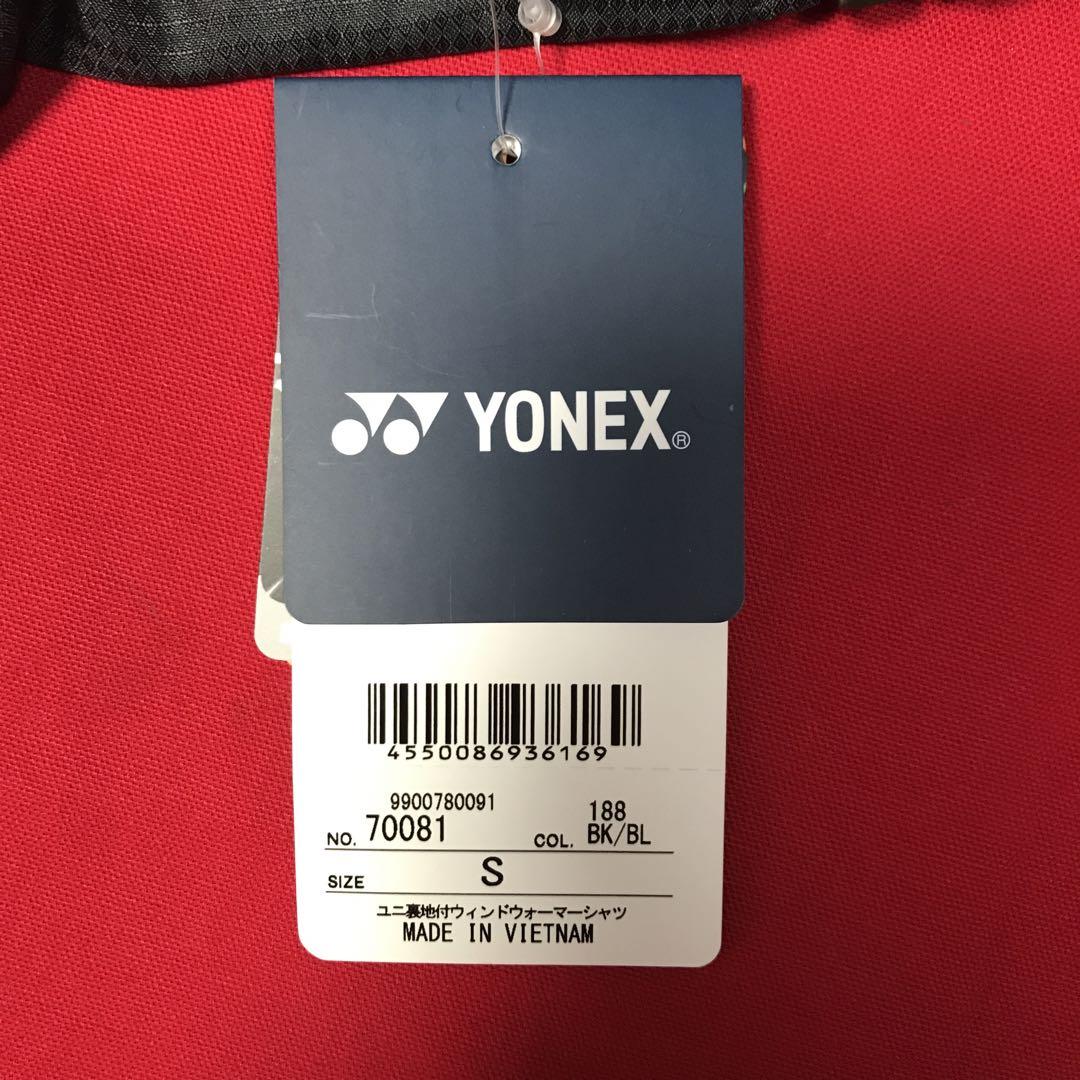 YONEX®
4550086936169
9900780091
NO. 70081
COL. 188 BK/BL
SIZE S
ユニ裏地付ウィンドウォーマーシャツ
MADE IN VIETNAM